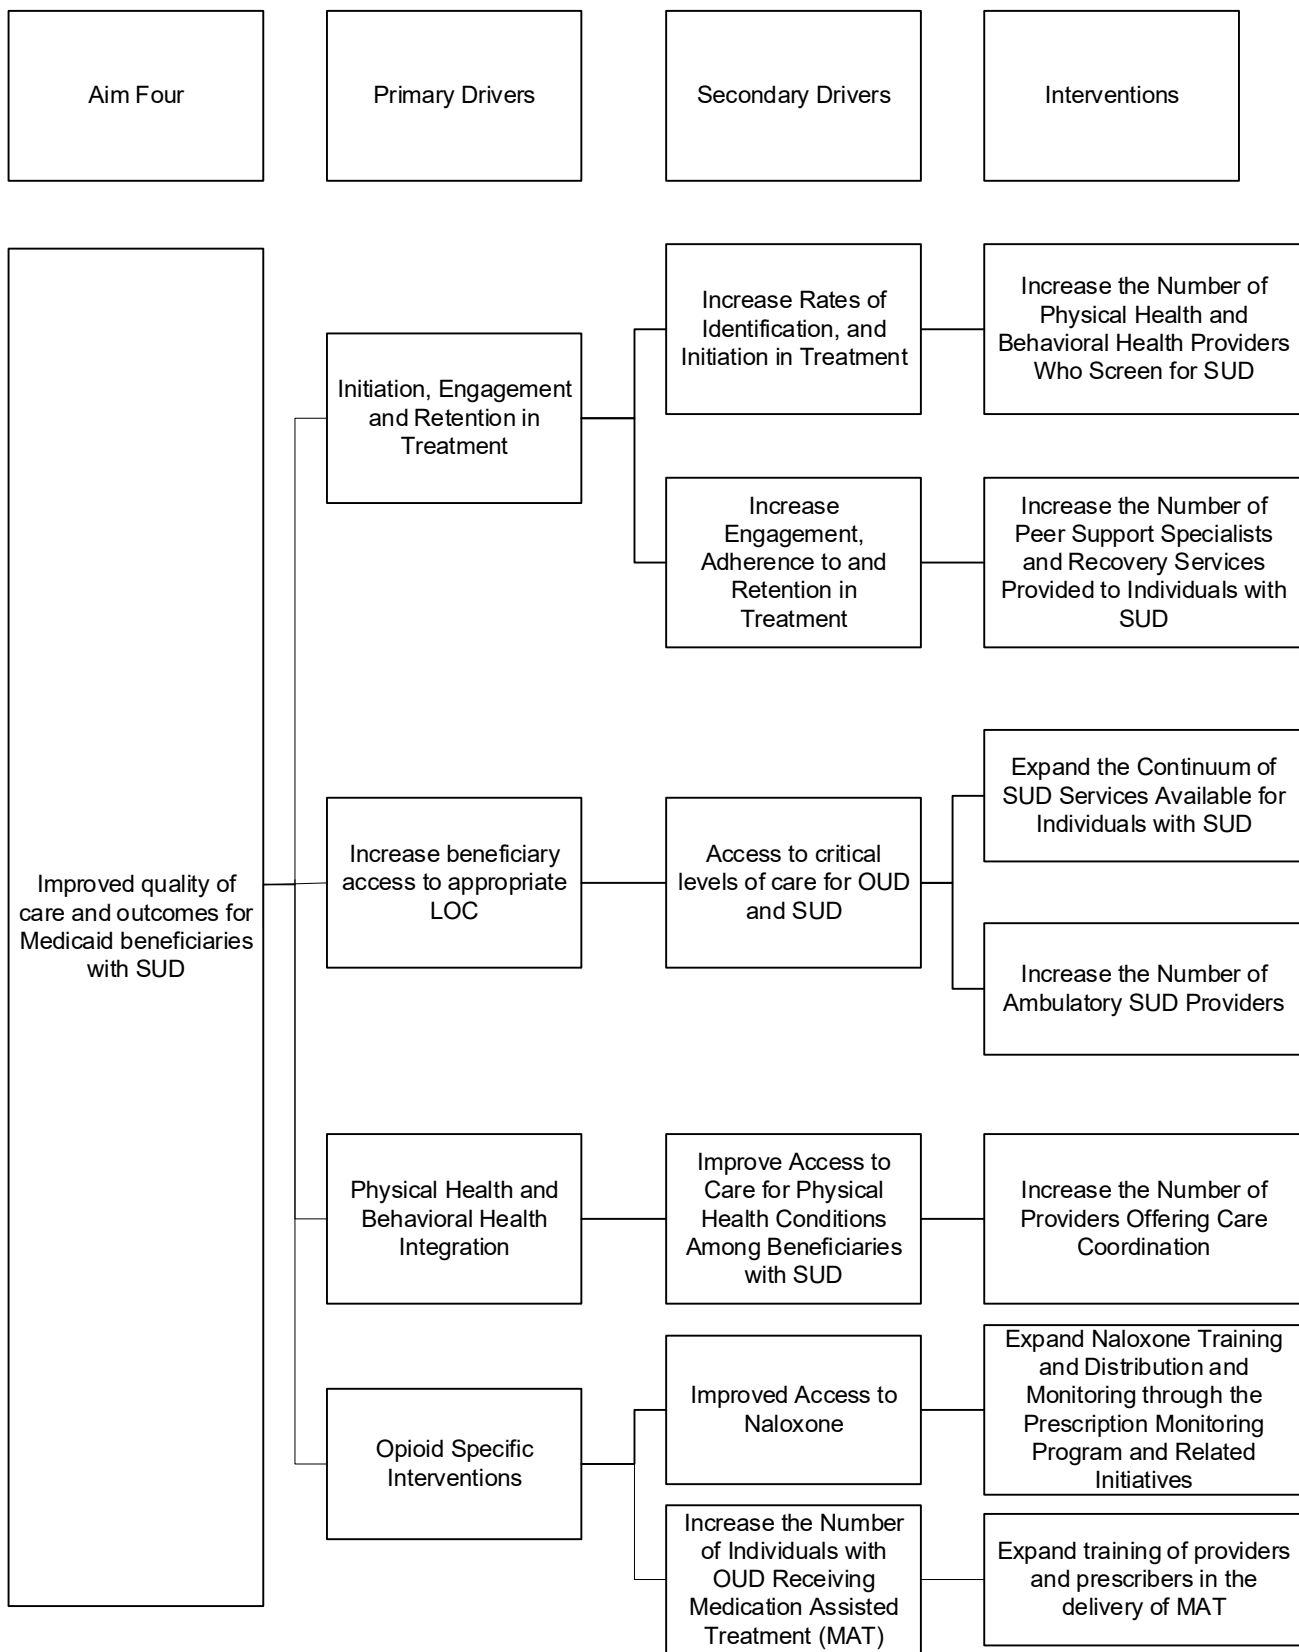 Aim Four
Primary Drivers
Secondary Drivers
Interventions
Improved quality of
care and outcomes for
Medicaid beneficiaries
with SUD
Initiation, Engagement
and Retention in
Treatment
Increase Rates of
Identification, and
Initiation in Treatment
Increase the Number of
Physical Health and
Behavioral Health Providers
Who Screen for SUD
Increase
Engagement,
Adherence to and
Retention in
Treatment
Increase the Number of
Peer Support Specialists
and Recovery Services
Provided to Individuals with
SUD
Increase beneficiary
access to appropriate
LOC
Access to critical
levels of care for OUD
and SUD
Expand the Continuum of
SUD Services Available for
Individuals with SUD
Increase the Number of
Ambulatory SUD Providers
Physical Health and
Behavioral Health
Integration
Improve Access to
Care for Physical
Health Conditions
Among Beneficiaries
with SUD
Increase the Number of
Providers Offering Care
Coordination
Opioid Specific
Interventions
Improved Access to
Naloxone
Expand Naloxone Training
and Distribution and
Monitoring through the
Prescription Monitoring
Program and Related
Initiatives
Increase the Number
of Individuals with
OUD Receiving
Medication Assisted
Treatment (MAT)
Expand training of providers
and prescribers in the
delivery of MAT